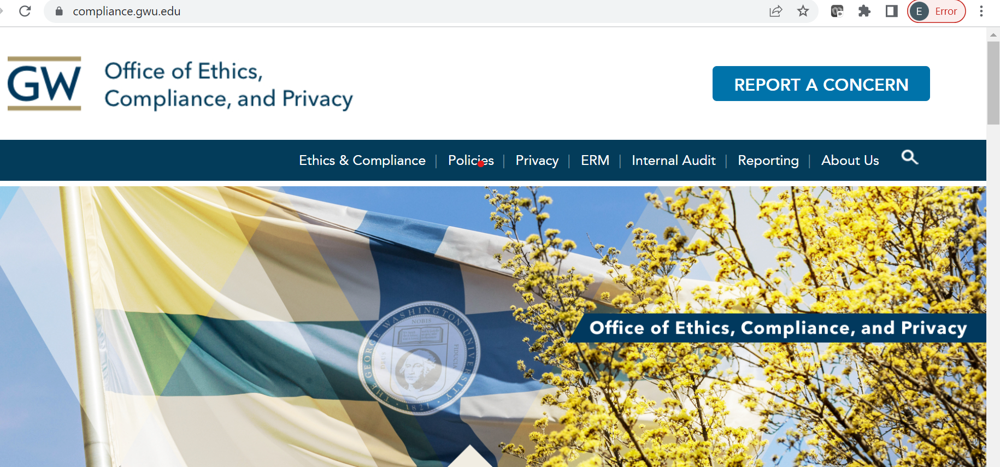 compliance.gwu.edu
E Error
GW
Office of Ethics,
Compliance, and Privacy
REPORT A CONCERN
Ethics & Compliance | Policies | Privacy | ERM | Internal Audit | Reporting | About Us
Office of Ethics, Compliance, and Privacy
THE GEORGE WASHINGTON UNIVERSITY
NOBIS
DEUS
FIDUCIA
1821